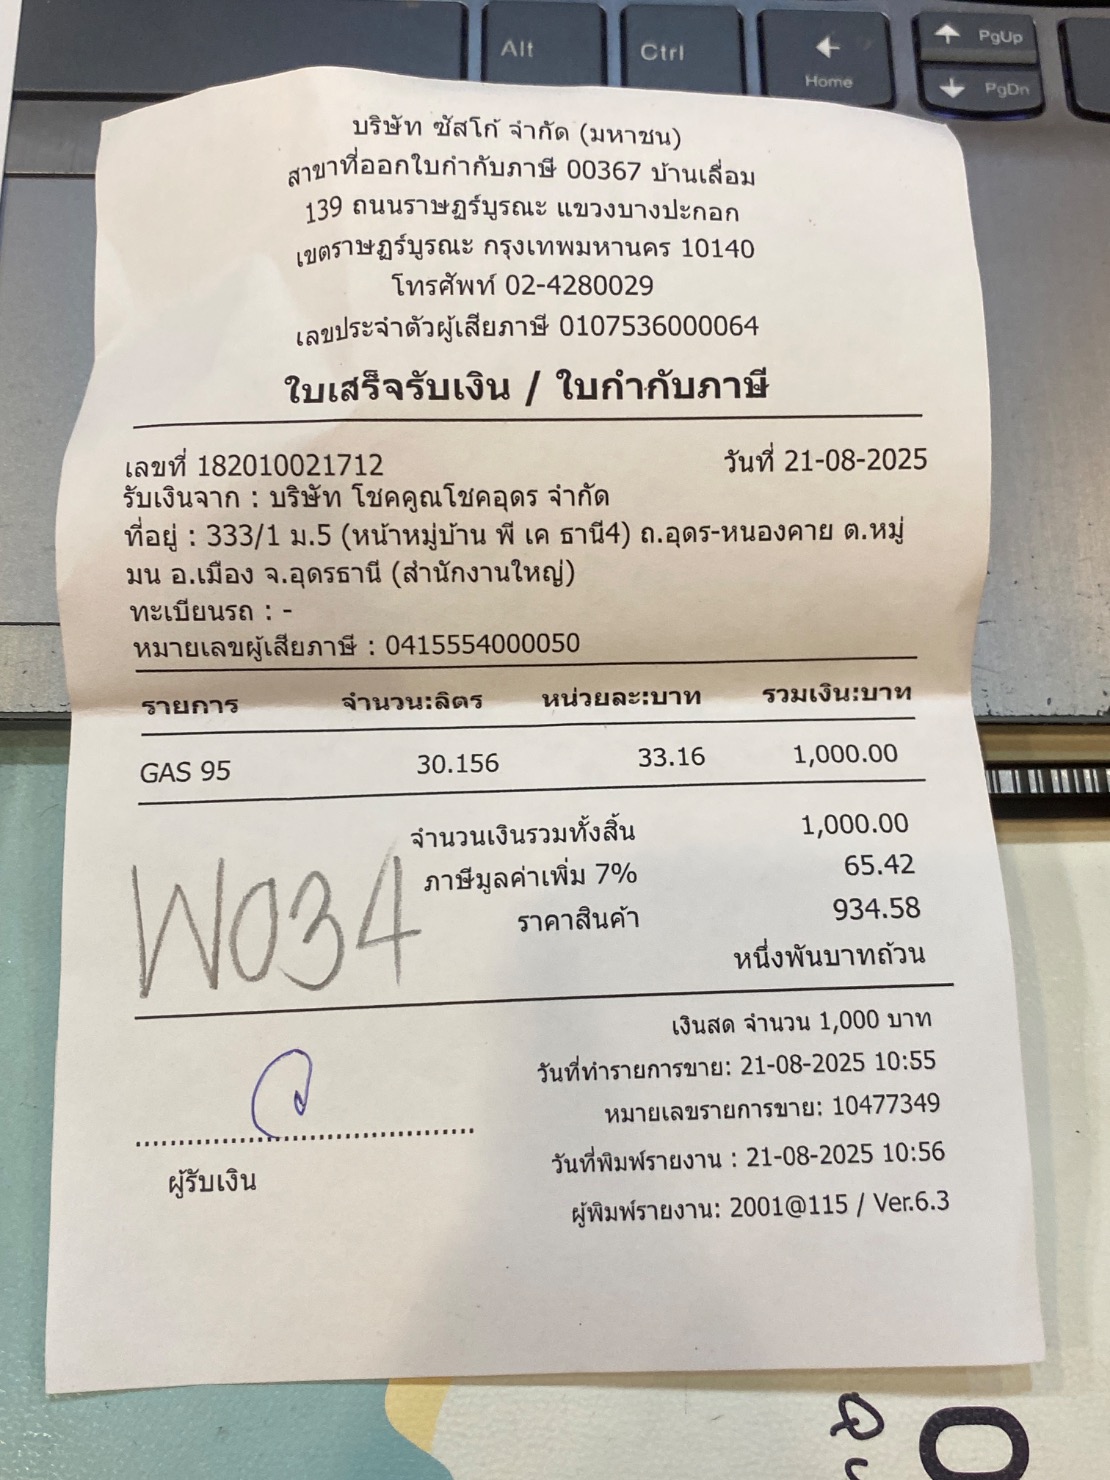 Alt
Ctrl
Home
PgUp
PgDn
บริษัท ซัสโก้ จำกัด (มหาชน)
สาขาที่ออกใบกำกับภาษี 00367 บ้านเลื่อม
139 ถนนราษฎร์บูรณะ แขวงบางปะกอก
เขตราษฎร์บูรณะ กรุงเทพมหานคร 10140
โทรศัพท์ 02-4280029
เลขประจำตัวผู้เสียภาษี 0107536000064
ใบเสร็จรับเงิน / ใบกำกับภาษี
เลขที่ 182010021712 วันที่ 21-08-2025
รับเงินจาก : บริษัท โชคคูณโชคอุดร จำกัด
ที่อยู่ : 333/1 ม.5 (หน้าหมู่บ้าน พี เค ธานี4) ถ.อุดร-หนองคาย ต.หมู่
มน อ.เมือง จ.อุดรธานี (สำนักงานใหญ่)
ทะเบียนรถ : -
หมายเลขผู้เสียภาษี : 0415554000050
รายการ จำนวน:ลิตร หน่วยละ:บาท รวมเงิน:บาท
GAS 95 30.156 33.16 1,000.00
จำนวนเงินรวมทั้งสิ้น 1,000.00
ภาษีมูลค่าเพิ่ม 7% 65.42
ราคาสินค้า 934.58
หนึ่งพันบาทถ้วน
W034
เงินสด จำนวน 1,000 บาท
วันที่ทำรายการขาย: 21-08-2025 10:55
หมายเลขรายการขาย: 10477349
วันที่พิมพ์รายงาน : 21-08-2025 10:56
ผู้รับเงิน
ผู้พิมพ์รายงาน: 2001@115 / Ver.6.3